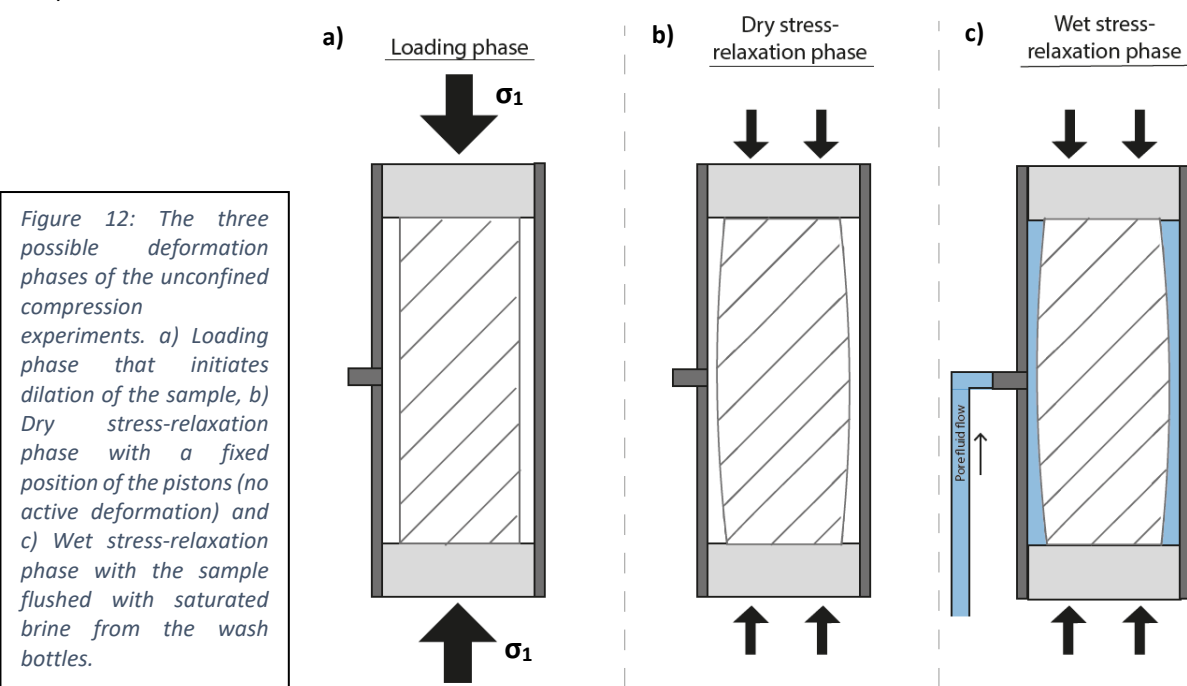 a)
Loading phase
σ1
b)
Dry stress-
relaxation phase
c)
Wet stress-
relaxation phase
Figure 12: The three
possible deformation
phases of the unconfined
compression
experiments. a) Loading
phase that initiates
dilation of the sample, b)
Dry stress-relaxation
phase with a fixed
position of the pistons (no
active deformation) and
c) Wet stress-relaxation
phase with the sample
flushed with saturated
brine from the wash
bottles.
Pore fluid flow
σ1